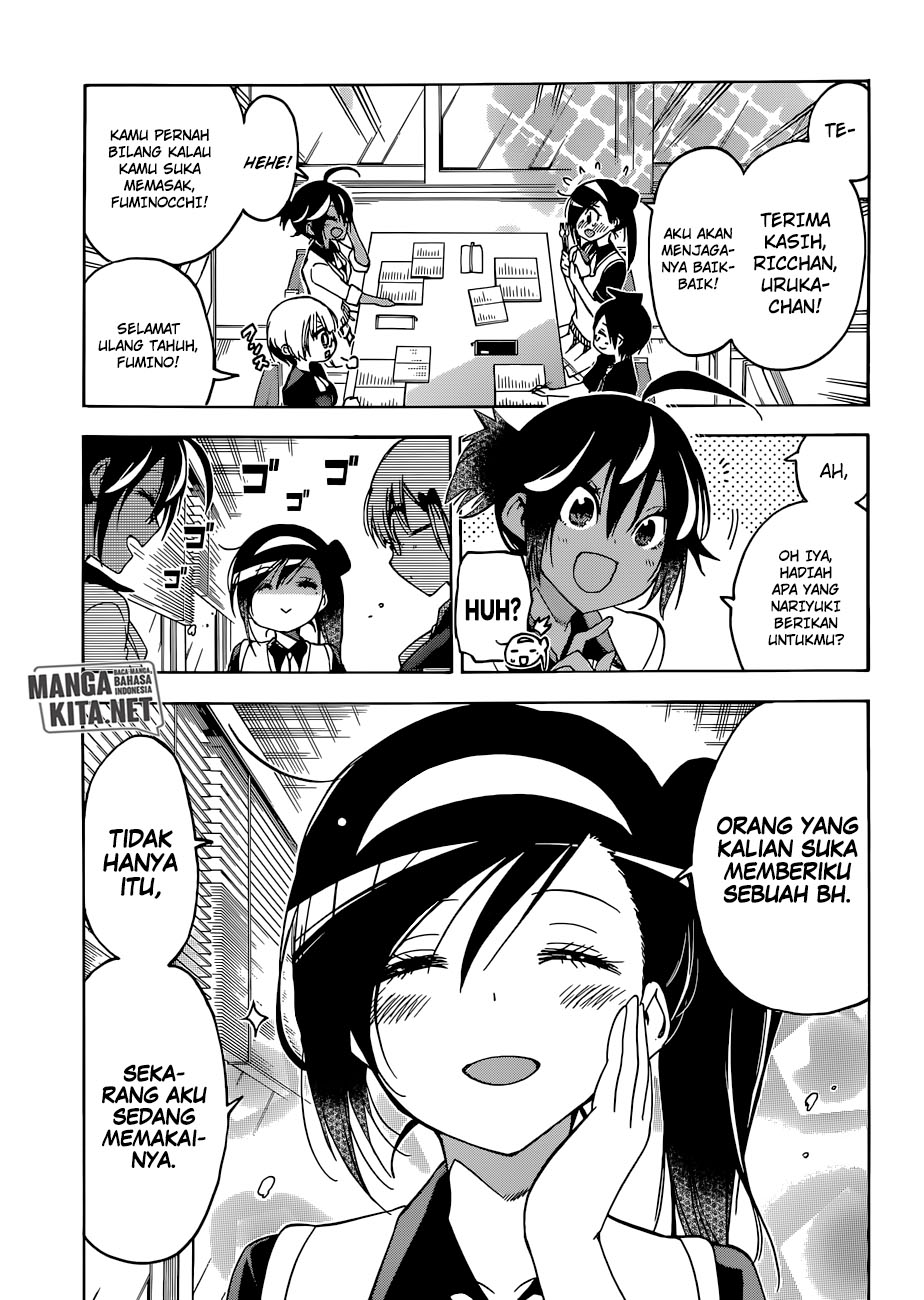 TE-
TERIMA
KASIH,
RICCHAN,
URUKA-
CHAN!
AKU AKAN
MENJAGA-
NYA BAIK-
BAIK!
HEHE!
KAMU PERNAH
BILANG KALAU
KAMU SUKA
MEMASAK,
FUMINOCCHI!
SELAMAT
ULANG TAHUH,
FUMINO!
AH,
OH IYA,
HADIAH
APA YANG
NARIYUKI
BERIKAN
UNTUKMU?
HUH?
ゴ
ゴ
ゴ
ゴ
ゴ
MANGA
KITA.NET
BACA MANGA,
BAHASA
INDONESIA
ORANG YANG
KALIAN SUKA
MEMBERIKU
SEBUAH BH.
TIDAK
HANYA
ITU,
SEKA-
RANG AKU
SEDANG
MEMAKAI-
NYA.